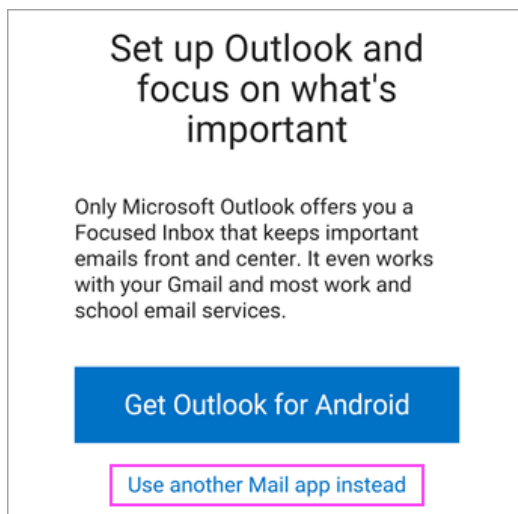 Set up Outlook and
focus on what's
important
Only Microsoft Outlook offers you a
Focused Inbox that keeps important
emails front and center. It even works
with your Gmail and most work and
school email services.
Get Outlook for Android
Use another Mail app instead